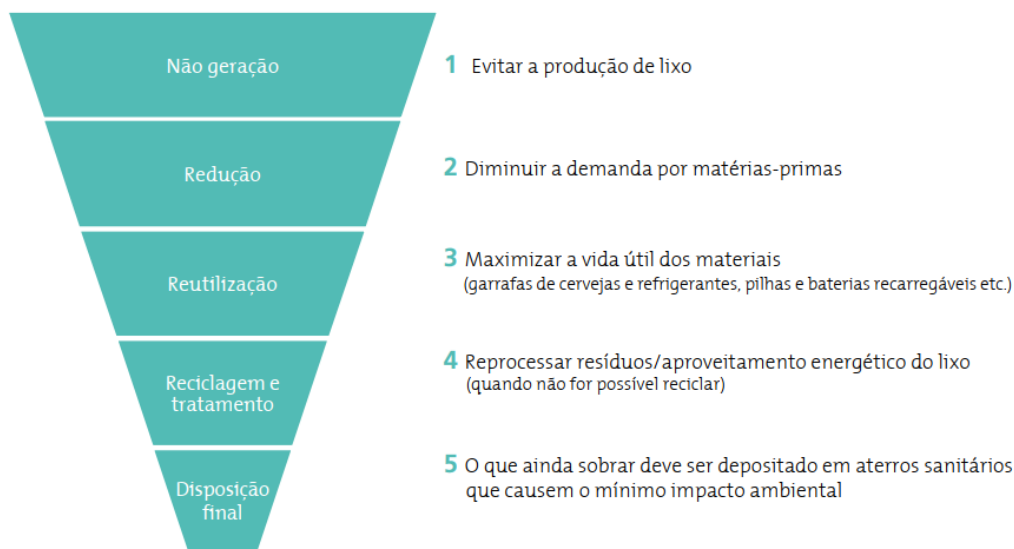 Não geração
1 Evitar a produção de lixo
Redução
2 Diminuir a demanda por matérias-primas
Reutilização
3 Maximizar a vida útil dos materiais
(garrafas de cervejas e refrigerantes, pilhas e baterias recarregáveis etc.)
Reciclagem e
tratamento
4 Reprocessar resíduos/aproveitamento energético do lixo
(quando não for possível reciclar)
Disposição
final
5 O que ainda sobrar deve ser depositado em aterros sanitários
que causem o mínimo impacto ambiental